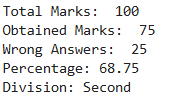 Total Marks:  100
Obtained Marks:  75
Wrong Answers:  25
Percentage: 68.75
Division: Second